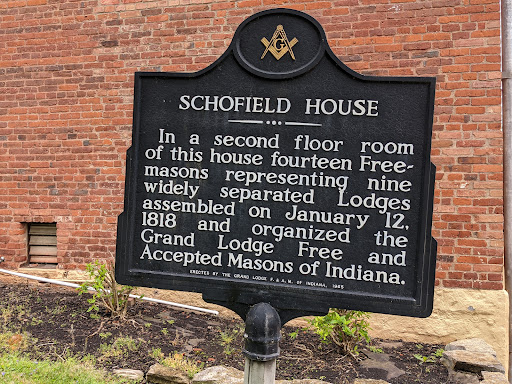 G
SCHOFIELD HOUSE
In a second floor room
of this house fourteen Free-
masons representing nine
widely separated Lodges
assembled on January 12,
1818 and organized the
Grand Lodge Free and
Accepted Masons of Indiana.
ERECTED BY THE GRAND LODGE F. & A. M. OF INDIANA, 1985